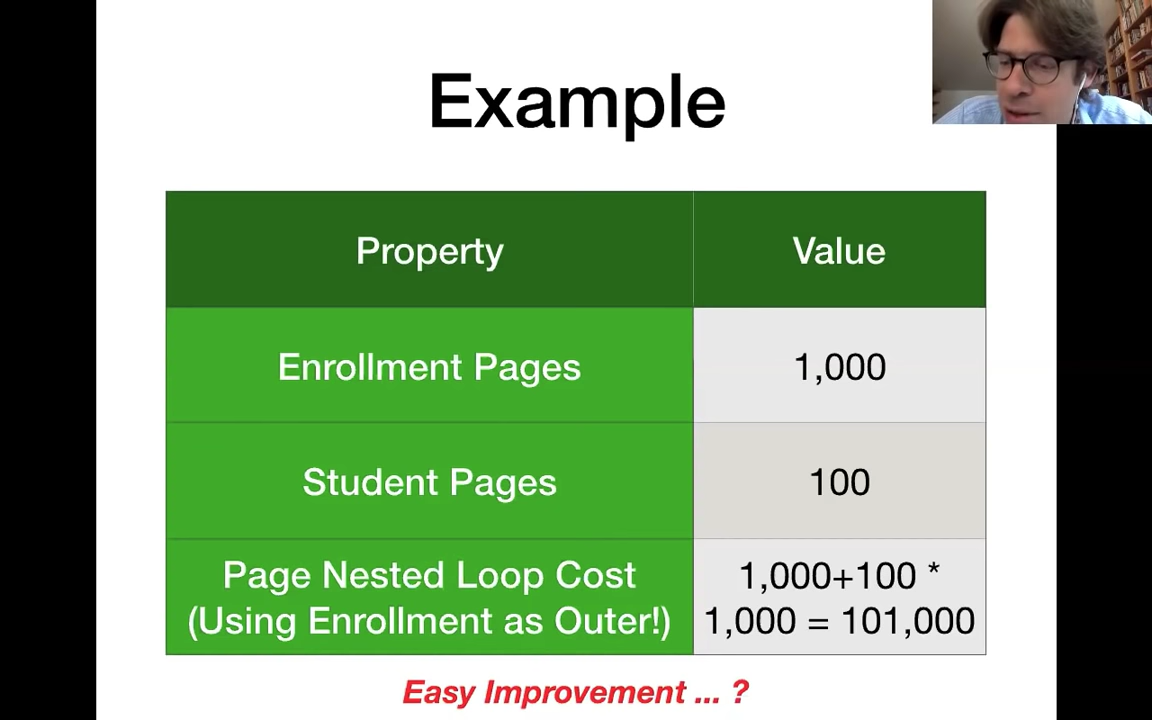 Example
Property
Value
Enrollment Pages
1,000
Student Pages
100
Page Nested Loop Cost
(Using Enrollment as Outer!)
1,000+100 *
1,000 = 101,000
Easy Improvement ... ?